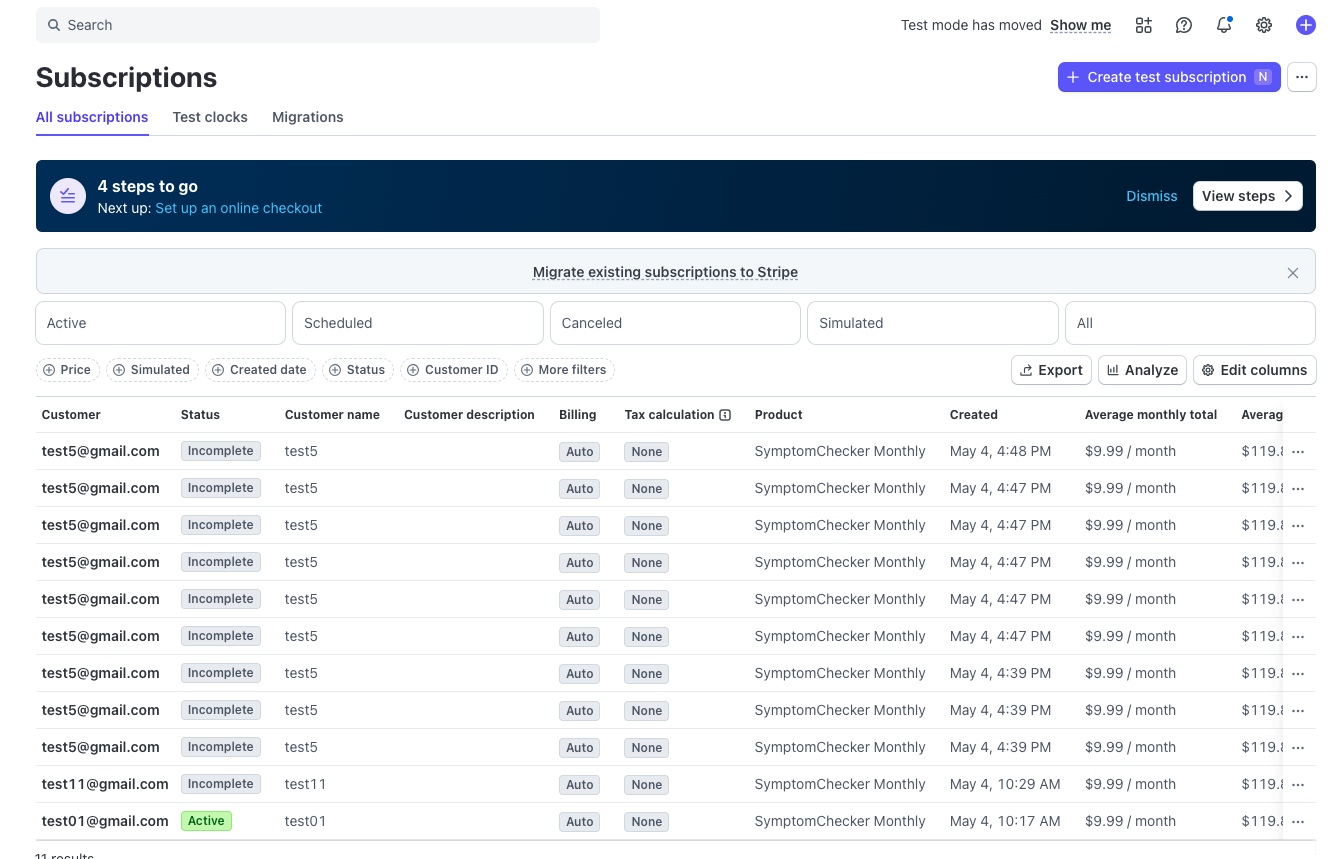 Search
Test mode has moved Show me
Subscriptions
Create test subscription N
All subscriptions Test clocks Migrations
4 steps to go
Next up: Set up an online checkout
Dismiss View steps
Migrate existing subscriptions to Stripe
Active Scheduled Canceled Simulated All
Price Simulated Created date Status Customer ID More filters Export Analyze Edit columns
Customer Status Customer name Customer description Billing Tax calculation Product Created Average monthly total Averag
test5@gmail.com Incomplete test5 Auto None SymptomChecker Monthly May 4, 4:48 PM $9.99 / month $119.8
test5@gmail.com Incomplete test5 Auto None SymptomChecker Monthly May 4, 4:47 PM $9.99 / month $119.8
test5@gmail.com Incomplete test5 Auto None SymptomChecker Monthly May 4, 4:47 PM $9.99 / month $119.8
test5@gmail.com Incomplete test5 Auto None SymptomChecker Monthly May 4, 4:47 PM $9.99 / month $119.8
test5@gmail.com Incomplete test5 Auto None SymptomChecker Monthly May 4, 4:47 PM $9.99 / month $119.8
test5@gmail.com Incomplete test5 Auto None SymptomChecker Monthly May 4, 4:47 PM $9.99 / month $119.8
test5@gmail.com Incomplete test5 Auto None SymptomChecker Monthly May 4, 4:39 PM $9.99 / month $119.8
test5@gmail.com Incomplete test5 Auto None SymptomChecker Monthly May 4, 4:39 PM $9.99 / month $119.8
test5@gmail.com Incomplete test5 Auto None SymptomChecker Monthly May 4, 4:39 PM $9.99 / month $119.8
test11@gmail.com Incomplete test11 Auto None SymptomChecker Monthly May 4, 10:29 AM $9.99 / month $119.8
test01@gmail.com Active test01 Auto None SymptomChecker Monthly May 4, 10:17 AM $9.99 / month $119.8
11 results